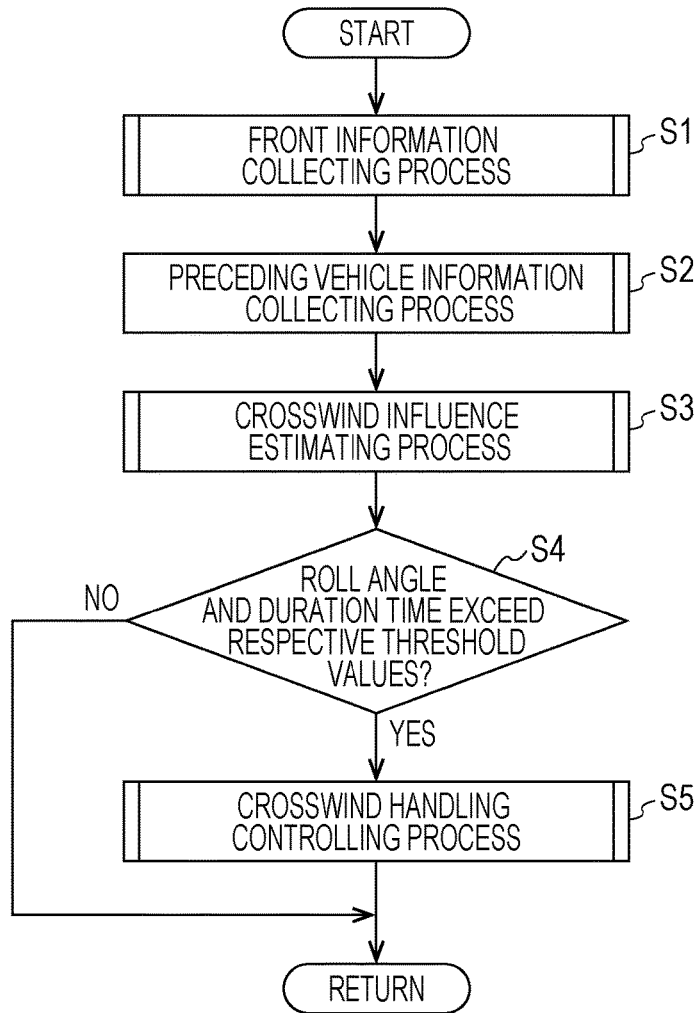 START
FRONT INFORMATION
COLLECTING PROCESS
S1
PRECEDING VEHICLE INFORMATION
COLLECTING PROCESS
S2
CROSSWIND INFLUENCE
ESTIMATING PROCESS
S3
S4
ROLL ANGLE
AND DURATION TIME EXCEED
RESPECTIVE THRESHOLD
VALUES?
NO
YES
CROSSWIND HANDLING
CONTROLLING PROCESS
S5
RETURN